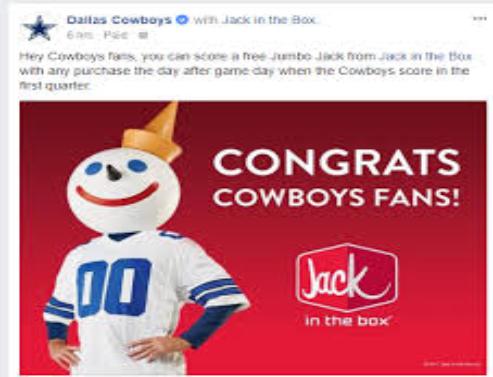 Dallas Cowboys with Jack in the Box.
6 hrs · Paid ·
Hey Cowboys fans, you can score a free Jumbo Jack from Jack in the Box
with any purchase the day after game day when the Cowboys score in the
first quarter.
CONGRATS
COWBOYS FANS!
00
Jack
in the box